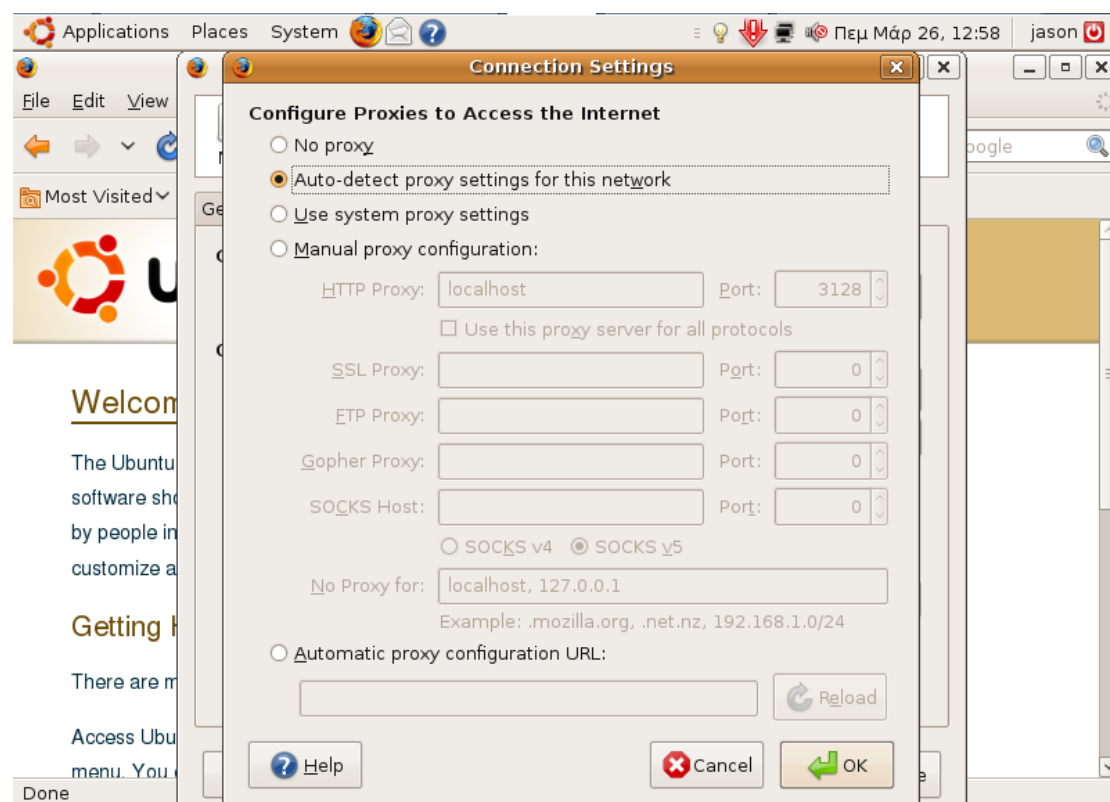 Applications Places System Πεμ Μάρ 26, 12:58 jason
Connection Settings
File Edit View
Configure Proxies to Access the Internet
No proxy
Auto-detect proxy settings for this network
Most Visited
Use system proxy settings
Manual proxy configuration:
HTTP Proxy: localhost Port: 3128
Use this proxy server for all protocols
SSL Proxy: Port: 0
FTP Proxy: Port: 0
Gopher Proxy: Port: 0
SOCKS Host: Port: 0
SOCKS v4 SOCKS v5
No Proxy for: localhost, 127.0.0.1
Example: .mozilla.org, .net.nz, 192.168.1.0/24
Automatic proxy configuration URL:
Reload
Help Cancel OK
The Ubuntu
software
by people
customize
Getting
There are
Access
menu. You
Done